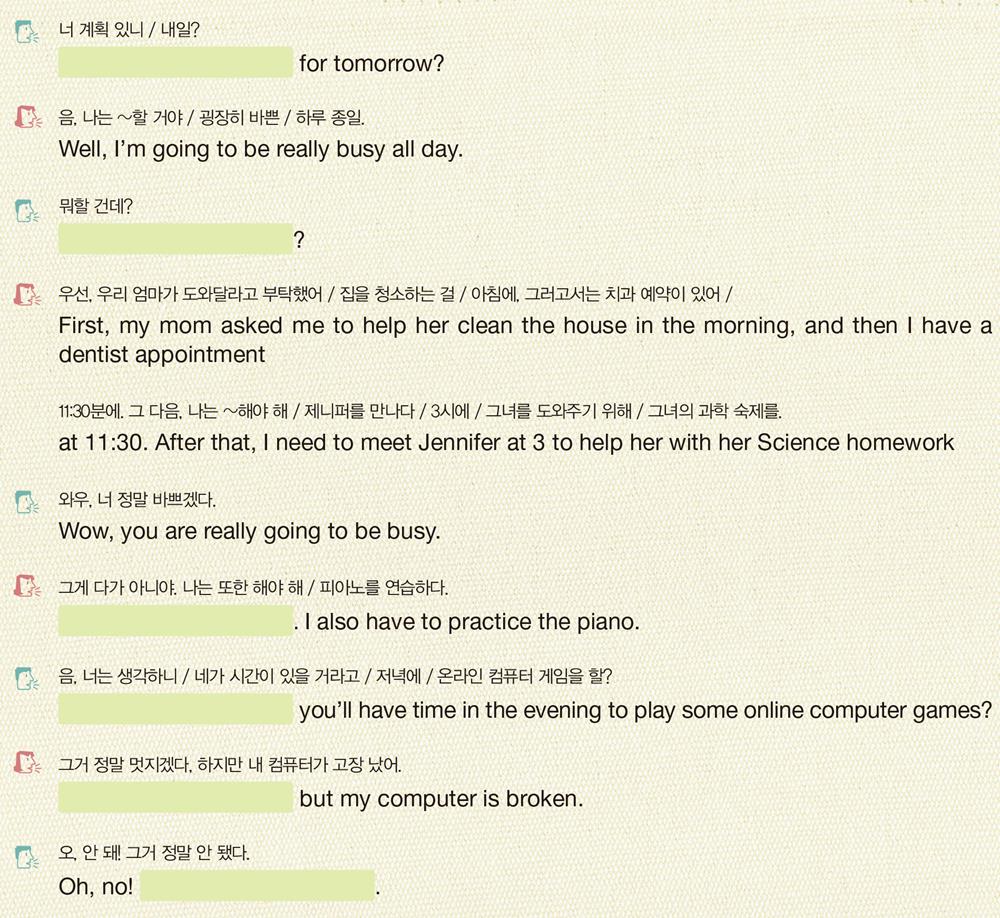 너 계획 있니 / 내일?
for tomorrow?
음, 나는 ~할 거야 / 굉장히 바쁜 / 하루 종일.
Well, I'm going to be really busy all day.
뭐할 건데?
?
우선, 우리 엄마가 도와달라고 부탁했어 / 집을 청소하는 걸 / 아침에, 그러고서는 치과 예약이 있어 /
First, my mom asked me to help her clean the house in the morning, and then I have a
dentist appointment
11:30분에. 그 다음, 나는 ~해야 해 / 제니퍼를 만나다 / 3시에 / 그녀를 도와주기 위해 / 그녀의 과학 숙제를.
at 11:30. After that, I need to meet Jennifer at 3 to help her with her Science homework
와우, 너 정말 바쁘겠다.
Wow, you are really going to be busy.
그게 다가 아니야. 나는 또한 해야 해 / 피아노를 연습하다.
. I also have to practice the piano.
음, 너는 생각하니 / 네가 시간이 있을 거라고 / 저녁에 / 온라인 컴퓨터 게임을 할?
you'll have time in the evening to play some online computer games?
그거 정말 멋지겠다, 하지만 내 컴퓨터가 고장 났어.
but my computer is broken.
오, 안 돼! 그거 정말 안 됐다.
Oh, no! .